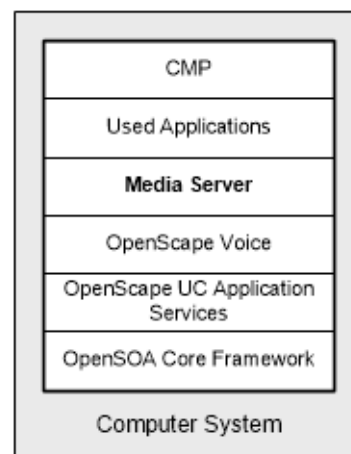 CMP
Used Applications
Media Server
OpenScape Voice
OpenScape UC Application
Services
OpenSOA Core Framework
Computer System